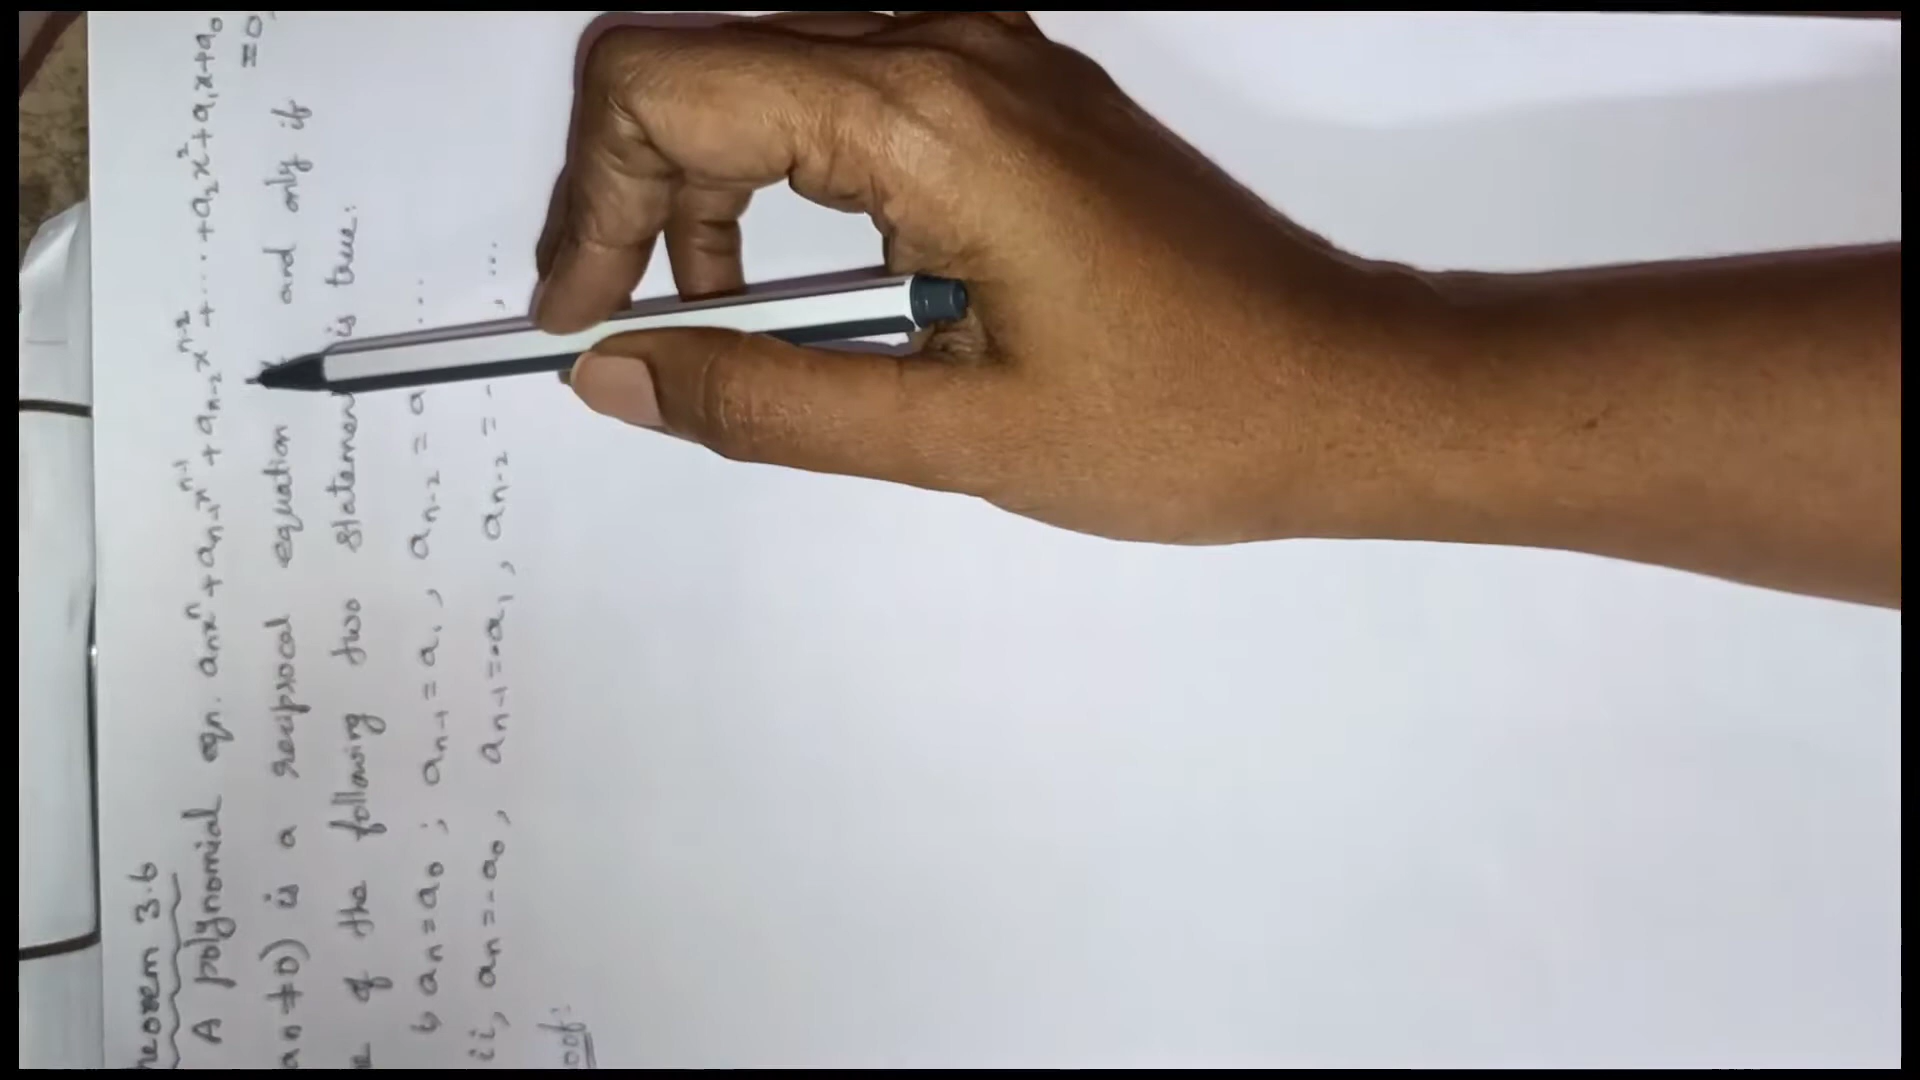 heorem 3.6
A polynomial eqn. aₙxⁿ+aₙ₋₁xⁿ⁻¹+aₙ₋₂xⁿ⁻²+....+a₂x²+a₁x+a₀
=0,
an≠0) is a reciprocal equation and only if
e of the following two statement is true:
aₙ=a₀; aₙ₋₁=a₁, aₙ₋₂=a ...
ii, aₙ=-a₀, aₙ₋₁=-a₁, aₙ₋₂=- , ...
oof: